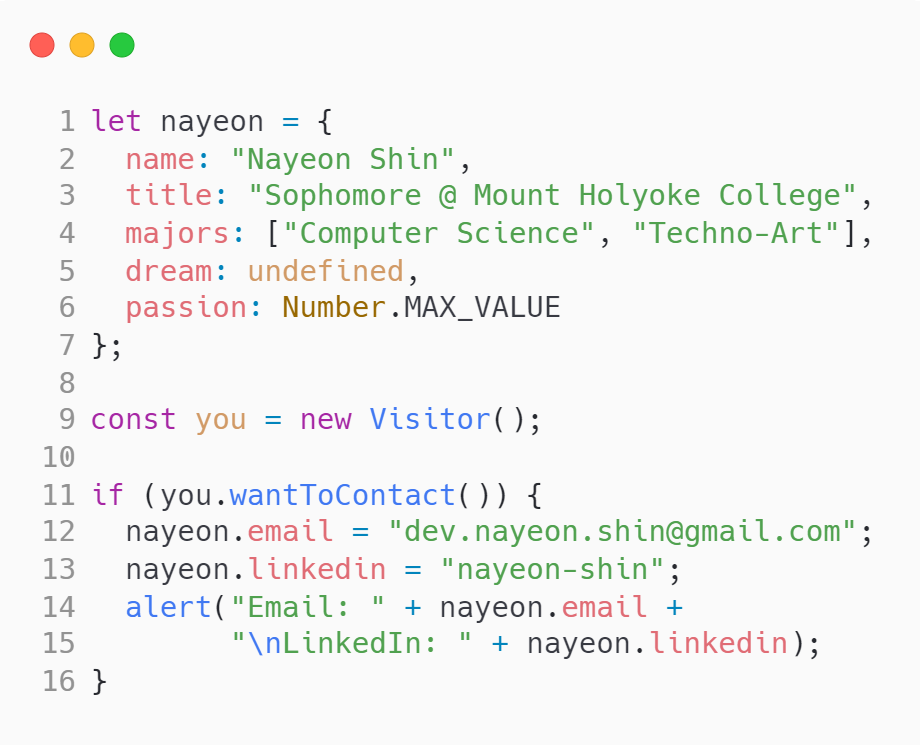 1 let nayeon = {
2   name: "Nayeon Shin",
3   title: "Sophomore @ Mount Holyoke College",
4   majors: ["Computer Science", "Techno-Art"],
5   dream: undefined,
6   passion: Number.MAX_VALUE
7 };
8
9 const you = new Visitor();
10
11 if (you.wantToContact()) {
12   nayeon.email = "dev.nayeon.shin@gmail.com";
13   nayeon.linkedin = "nayeon-shin";
14   alert("Email: " + nayeon.email +
15         "\nLinkedIn: " + nayeon.linkedin);
16 }